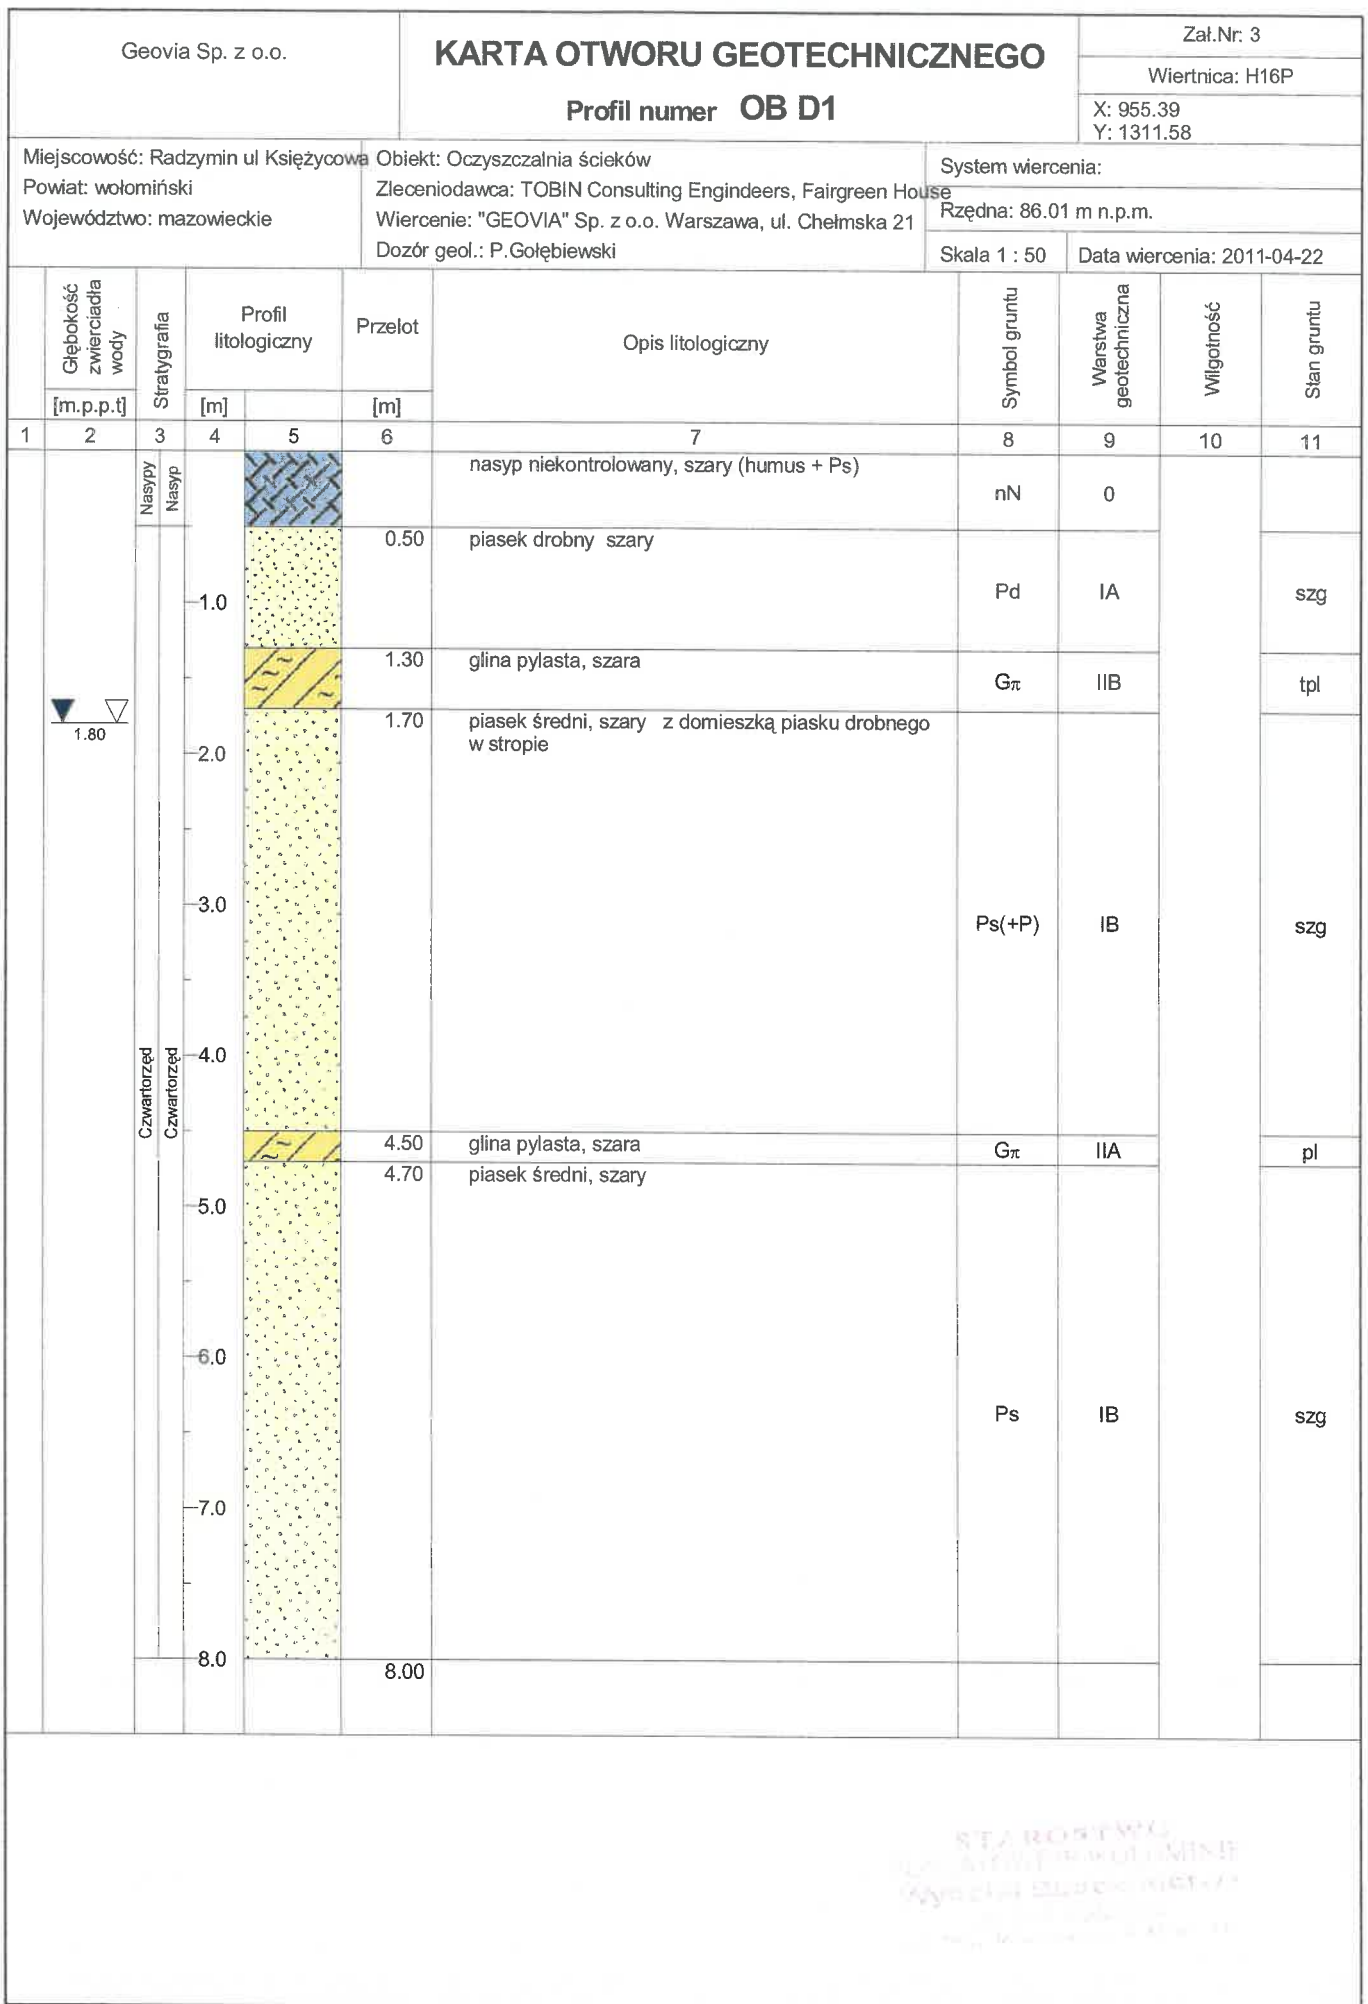 Geovia Sp. z o.o.
KARTA OTWORU GEOTECHNICZNEGO
Profil numer OB D1
Zał.Nr: 3
Wiertnica: H16P
X: 955.39
Y: 1311.58
Miejscowość: Radzymin ul Księżycowa
Powiat: wołomiński
Województwo: mazowieckie
Obiekt: Oczyszczalnia ścieków
Zleceniodawca: TOBIN Consulting Engindeers, Fairgreen House
Wiercenie: "GEOVIA" Sp. z o.o. Warszawa, ul. Chełmska 21
Dozór geol.: P.Gołębiewski
System wiercenia:
Rzędna: 86.01 m n.p.m.
Skala 1 : 50
Data wiercenia: 2011-04-22
Głębokość zwierciadła wody
[m.p.p.t]
Stratygrafia
Profil litologiczny
[m]
Przelot
[m]
Opis litologiczny
Symbol gruntu
Warstwa geotechniczna
Wilgotność
Stan gruntu
1 2 3 4 5 6 7 8 9 10 11
Nasypy
Nasyp
nasyp niekontrolowany, szary (humus + Ps)
nN 0
0.50 piasek drobny szary
1.0
Pd IA szg
1.30 glina pylasta, szara
Gπ IIB tpl
1.80
1.70 piasek średni, szary z domieszką piasku drobnego
w stropie
2.0
3.0
Ps(+P) IB szg
4.0
Czwartorzęd
Czwartorzęd
4.50 glina pylasta, szara
Gπ IIA pl
4.70 piasek średni, szary
5.0
6.0
Ps IB szg
7.0
8.0
8.00
STAROSTWO